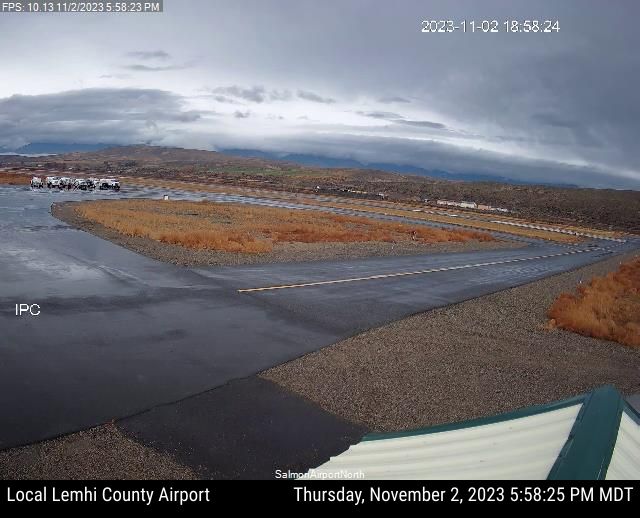 FPS: 10.13 11/2/2023 5:58:23 PM
2023-11-02 18:58:24
IPC
SalmonAirportNorth
Local Lemhi County Airport
Thursday, November 2, 2023 5:58:25 PM MDT